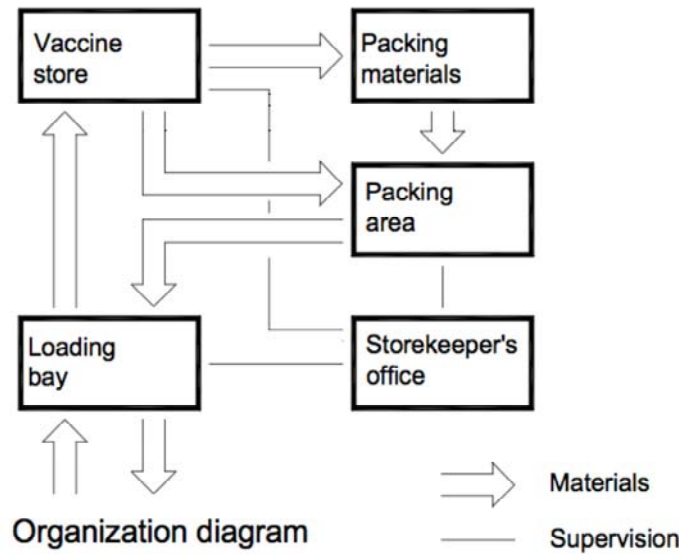 Vaccine
store
Packing
materials
Packing
area
Loading
bay
Storekeeper's
office
Materials
Organization diagram
Supervision